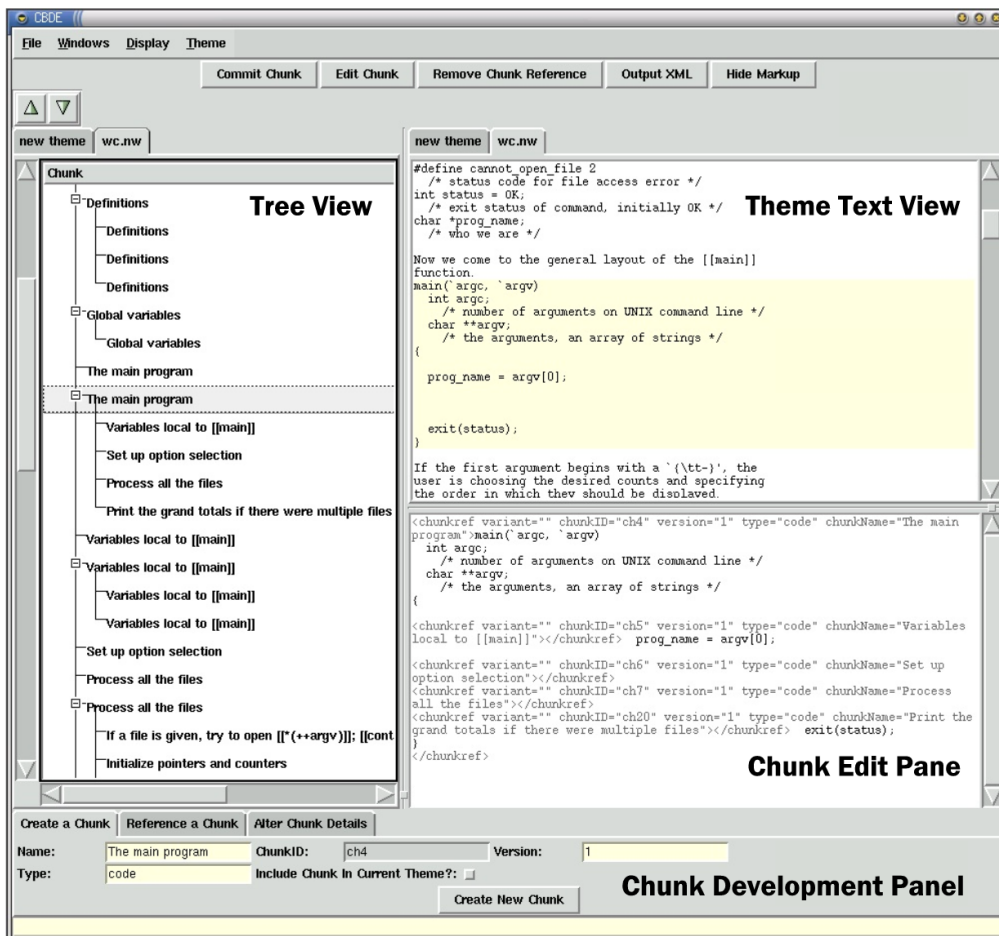 CBDE
File Windows Display Theme
Commit Chunk Edit Chunk Remove Chunk Reference Output XML Hide Markup
new theme wc.nw
Chunk
Tree View
Definitions
Definitions
Definitions
Definitions
Global variables
Global variables
The main program
The main program
Variables local to [[main]]
Set up option selection
Process all the files
Print the grand totals if there were multiple files
Variables local to [[main]]
Variables local to [[main]]
Variables local to [[main]]
Variables local to [[main]]
Set up option selection
Process all the files
Process all the files
If a file is given, try to open [[*(++argv)]]; [[cont
Initialize pointers and counters
new theme wc.nw
Theme Text View
#define cannot_open_file 2
/* status code for file access error */
int status = OK;
/* exit status of command, initially OK */
char *prog_name;
/* who we are */
Now we come to the general layout of the [[main]]
function.
main(`argc, `argv)
int argc;
/* number of arguments on UNIX command line */
char **argv;
/* the arguments, an array of strings */
{
prog_name = argv[0];
exit(status);
}
If the first argument begins with a `{\tt-}', the
user is choosing the desired counts and specifying
the order in which they should be displayed.
<chunkref variant="" chunkID="ch4" version="1" type="code" chunkName="The main
program">main(`argc, `argv)
int argc;
/* number of arguments on UNIX command line */
char **argv;
/* the arguments, an array of strings */
{
<chunkref variant="" chunkID="ch5" version="1" type="code" chunkName="Variables
local to [[main]]"></chunkref> prog_name = argv[0];
<chunkref variant="" chunkID="ch6" version="1" type="code" chunkName="Set up
option selection"></chunkref>
<chunkref variant="" chunkID="ch7" version="1" type="code" chunkName="Process
all the files"></chunkref>
<chunkref variant="" chunkID="ch20" version="1" type="code" chunkName="Print the
grand totals if there were multiple files"></chunkref> exit(status);
}
</chunkref>
Chunk Edit Pane
Create a Chunk Reference a Chunk Alter Chunk Details
Name: The main program ChunkID: ch4 Version: 1
Type: code Include Chunk In Current Theme?:
Create New Chunk
Chunk Development Panel